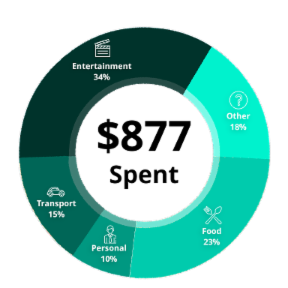 Entertainment
34%
$877
Spent
Other
18%
Transport
15%
Personal
10%
Food
23%